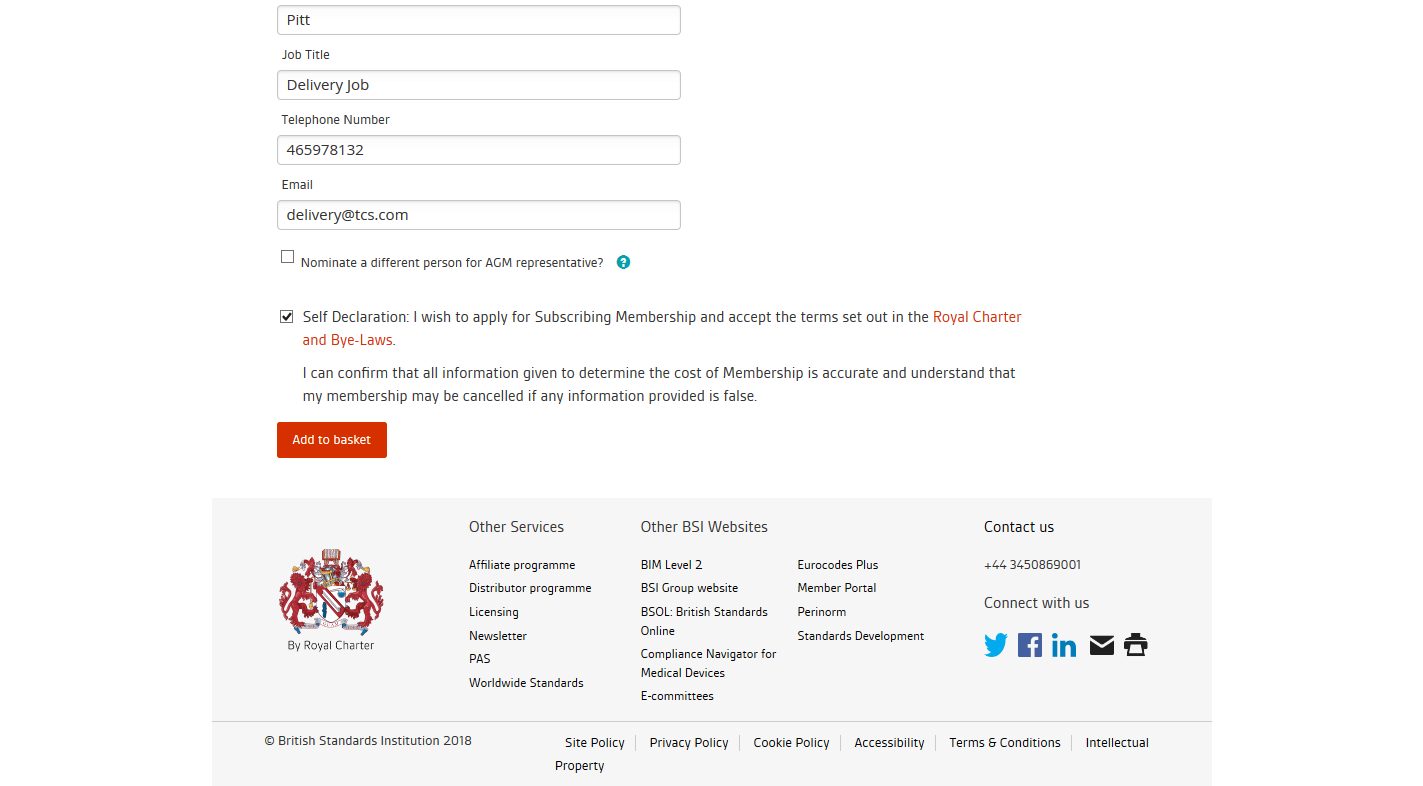 Pitt
Job Title
Delivery Job
Telephone Number
465978132
Email
delivery@tcs.com
Nominate a different person for AGM representative? ?
Self Declaration: I wish to apply for Subscribing Membership and accept the terms set out in the Royal Charter
and Bye-Laws.
I can confirm that all information given to determine the cost of Membership is accurate and understand that
my membership may be cancelled if any information provided is false.
Add to basket
By Royal Charter
Other Services
Affiliate programme
Distributor programme
Licensing
Newsletter
PAS
Worldwide Standards
Other BSI Websites
BIM Level 2
BSI Group website
BSOL: British Standards
Online
Compliance Navigator for
Medical Devices
E-committees
Eurocodes Plus
Member Portal
Perinorm
Standards Development
Contact us
+44 3450869001
Connect with us
© British Standards Institution 2018
Site Policy
Privacy Policy
Cookie Policy
Accessibility
Terms & Conditions
Intellectual
Property